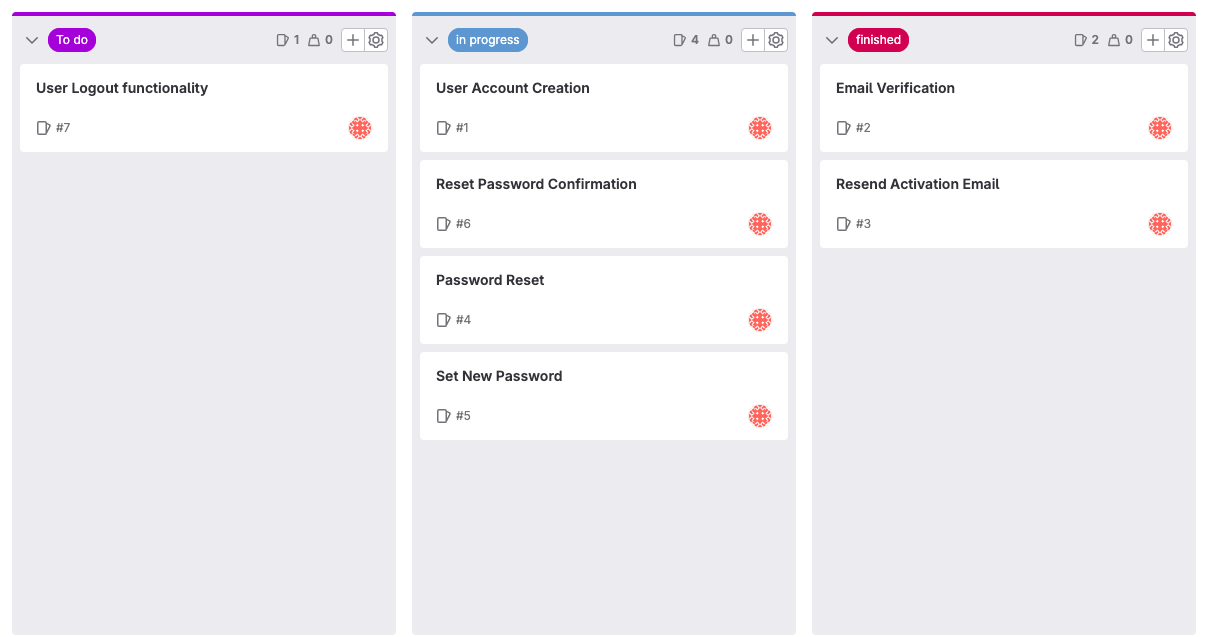 To do 1 0
User Logout functionality
#7
in progress 4 0
User Account Creation
#1
Reset Password Confirmation
#6
Password Reset
#4
Set New Password
#5
finished 2 0
Email Verification
#2
Resend Activation Email
#3